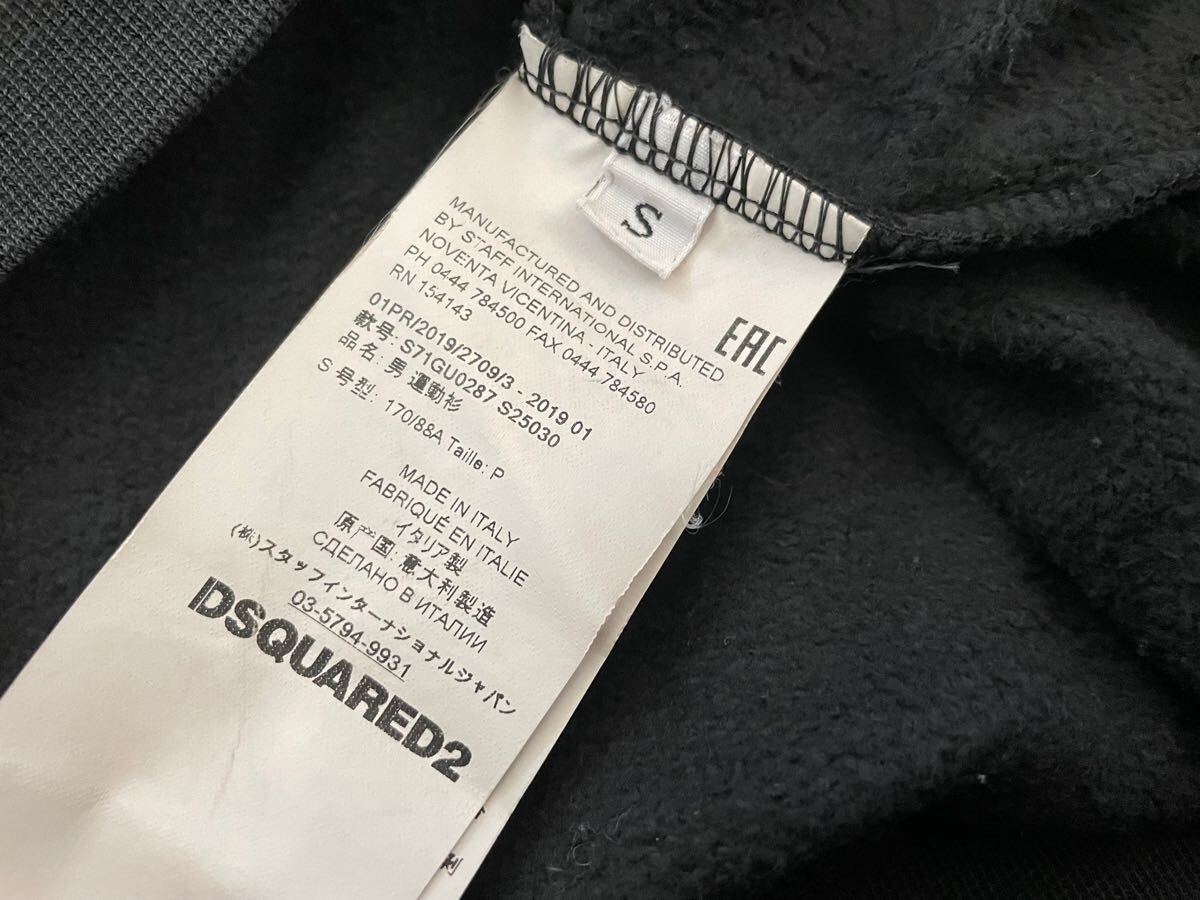 S
MANUFACTURED AND DISTRIBUTED
BY STAFF INTERNATIONAL S.P.A.
NOVENTA VICENTINA - ITALY
PH 0444 784500 FAX 0444 784580
RN 154143
EAC
01PR/2019/2709/3 - 2019 01
款号: S71GU0287 S25030
品名: 男 運動衫
S 号型: 170/88A Taille: P
MADE IN ITALY
FABRIQUÉ EN ITALIE
イタリア製
原产国: 意大利製造
СДЕЛАНО В ИТАЛИИ
(株)スタッフインターナショナルジャパン
03-5794-9931
DSQUARED2